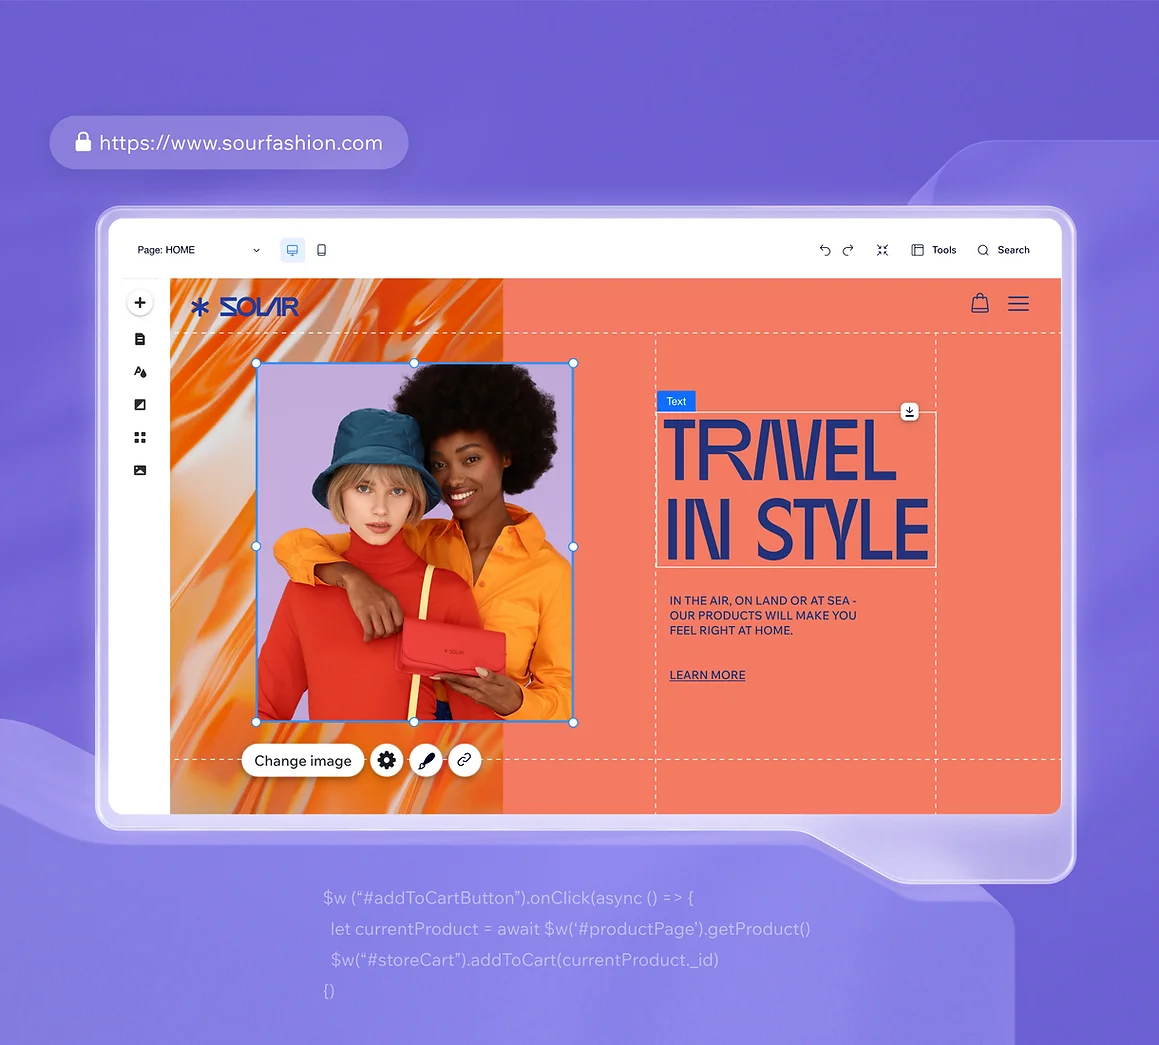 https://www.sourfashion.com
Page: HOME
Tools
Search
SOLAR
Text
TRAVEL
IN STYLE
IN THE AIR, ON LAND OR AT SEA -
OUR PRODUCTS WILL MAKE YOU
FEEL RIGHT AT HOME.
LEARN MORE
SOLAR
Change image
$w (“#addToCartButton”).onClick(async () => {
let currentProduct = await $w(‘#productPage’).getProduct()
$w(“#storeCart”).addToCart(currentProduct._id)
{)